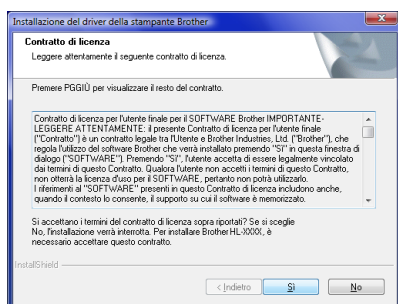 Installazione del driver della stampante Brother
Contratto di licenza
Leggere attentamente il seguente contratto di licenza.
Premere PGGIÙ per visualizzare il resto del contratto.
Contratto di licenza per l'utente finale per il SOFTWARE Brother IMPORTANTE-
LEGGERE ATTENTAMENTE: il presente Contratto di licenza per l'utente finale
("Contratto") è un contratto legale tra l'Utente e Brother Industries, Ltd. ("Brother"), che
regola l'utilizzo del software Brother che verrà installato premendo "Sì" in questa finestra di
dialogo ("SOFTWARE"). Premendo "Sì", l'utente accetta di essere legalmente vincolato
dai termini di questo Contratto. Qualora l'utente non accetti i termini di questo Contratto,
non otterrà la licenza d'uso per il SOFTWARE, pertanto non potrà utilizzarlo.
I riferimenti al "SOFTWARE" presenti in questo Contratto di licenza includono anche,
quando il contesto lo consente, il supporto su cui il software è memorizzato.
Si accettano i termini del contratto di licenza sopra riportati? Se si sceglie
No, l'installazione verrà interrotta. Per installare Brother HL-XXXX, è
necessario accettare questo contratto.
InstallShield
< Indietro Sì No